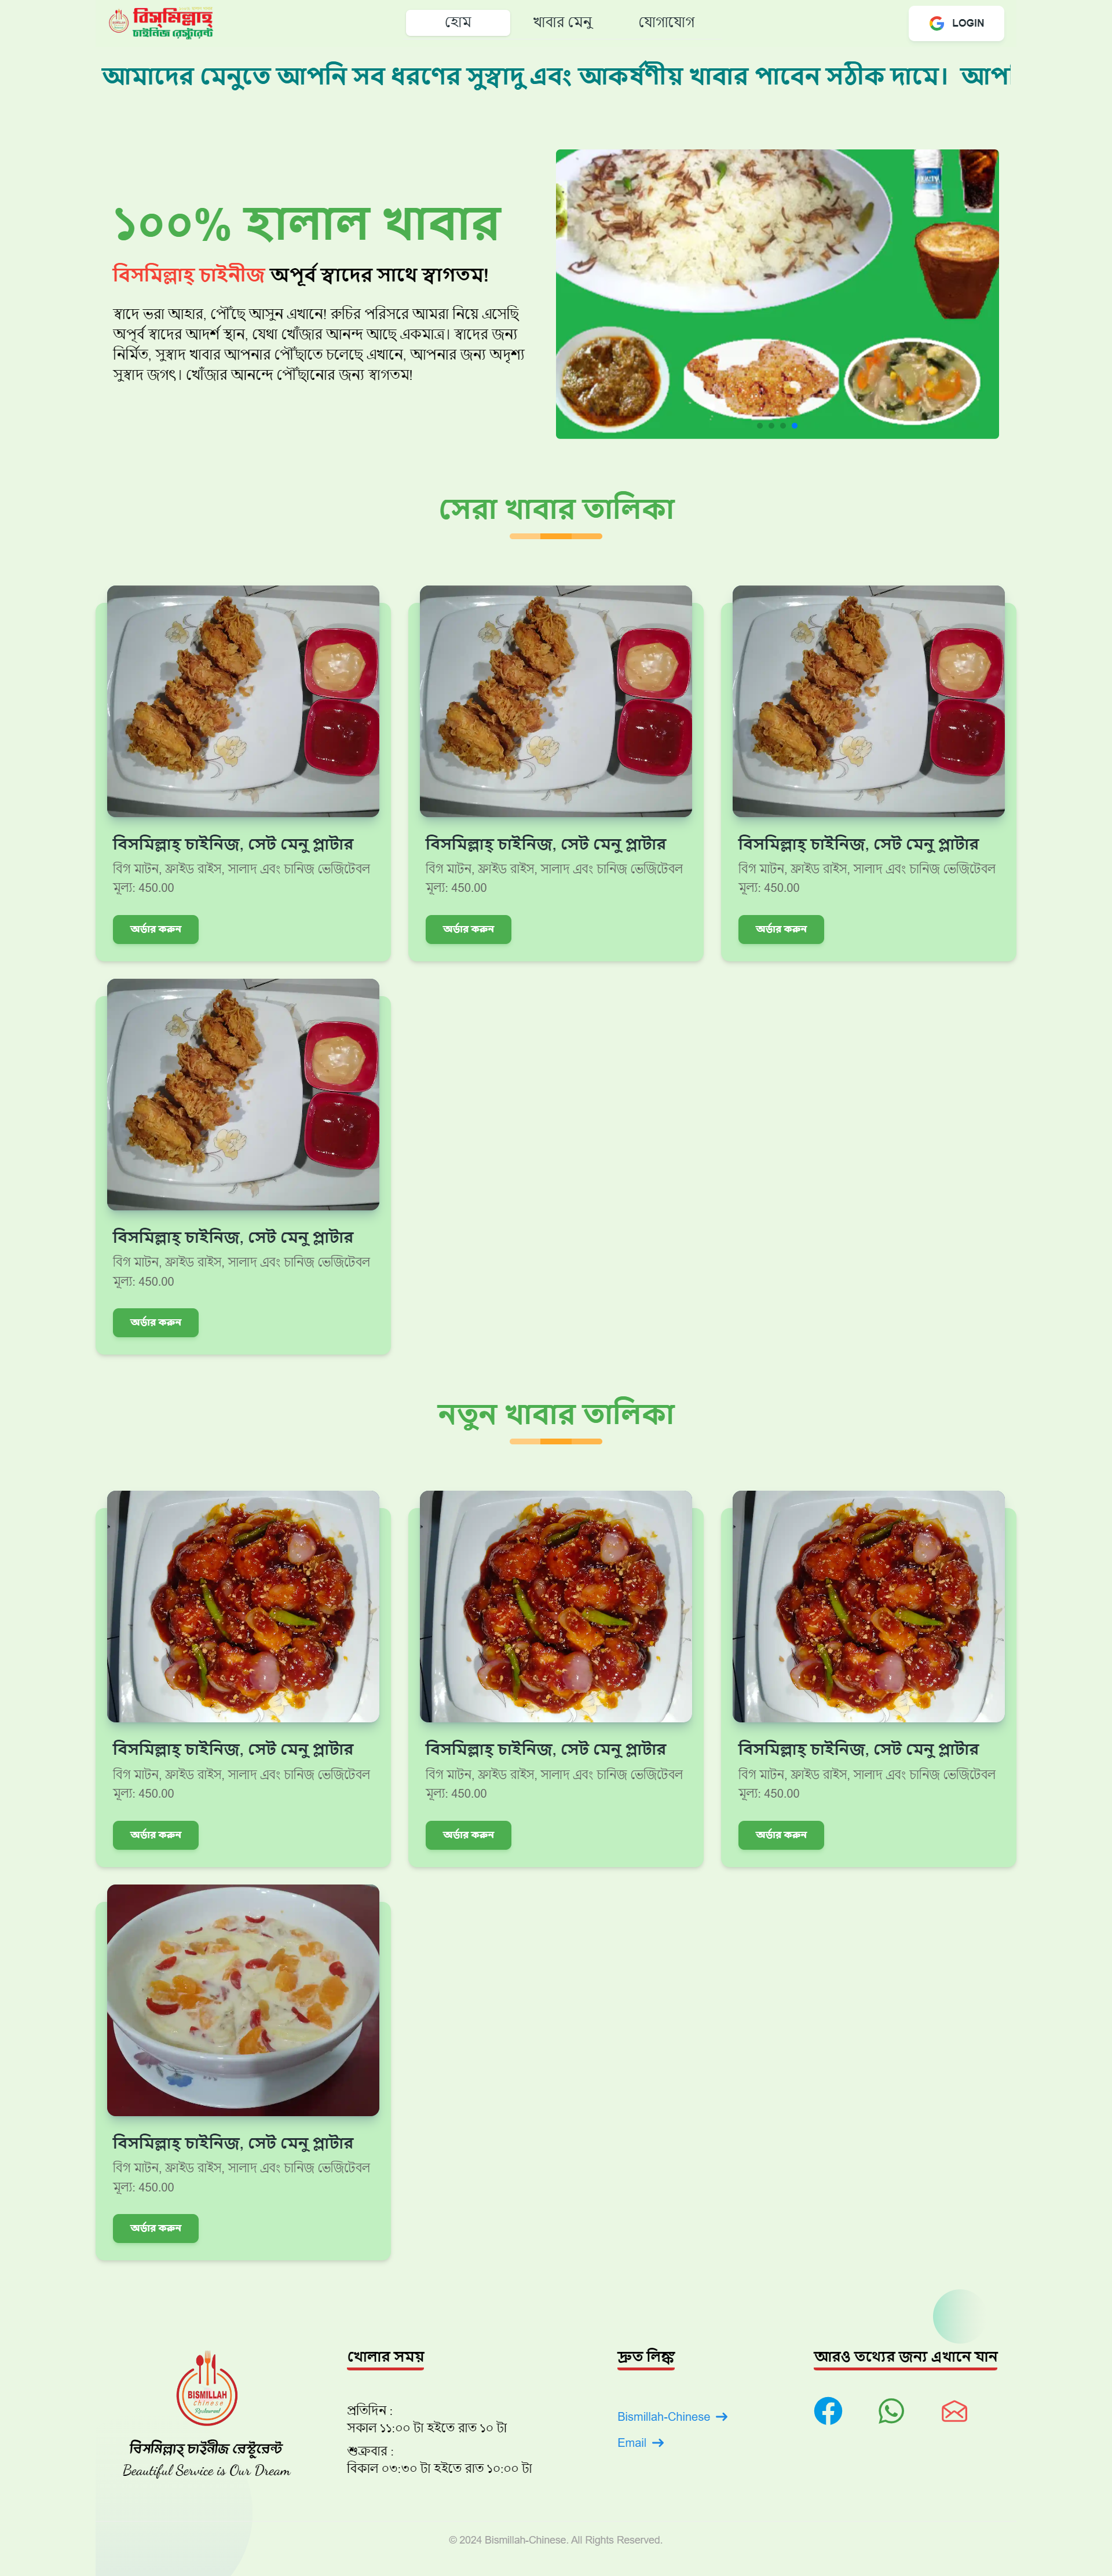 বিস্‌মিল্লাহ্‌
চাইনিজ রেস্টুরেন্ট
হোম
খাবার মেনু
যোগাযোগ
LOGIN
আমাদের মেনুতে আপনি সব ধরণের সুস্বাদু এবং আকর্ষণীয় খাবার পাবেন সঠীক দামে।
১০০% হালাল খাবার
বিসমিল্লাহ চাইনীজ অপূর্ব স্বাদের সাথে স্বাগতম!
স্বাদে ভরা আহার, পৌঁছে আসুন এখানে! রুচির পরিসরে আমরা নিয়ে এসেছি
অপূর্ব স্বাদের আদর্শ স্থান, যেথা খোঁজার আনন্দ আছে একমাত্র। স্বাদের জন্য
নির্মিত, সুস্বাদ খাবার আপনার পৌঁছাতে চলেছে এখানে, আপনার জন্য অদৃশ্য
সুস্বাদ জগৎ। খোঁজার আনন্দে পৌঁছানোর জন্য স্বাগতম!
সেরা খাবার তালিকা
বিসমিল্লাহ্ চাইনিজ, সেট মেনু প্লাটার
বিগ মাটন, ফ্রাইড রাইস, সালাদ এবং চানিজ ভেজিটেবল
মূল্য: 450.00
অর্ডার করুন
বিসমিল্লাহ্ চাইনিজ, সেট মেনু প্লাটার
বিগ মাটন, ফ্রাইড রাইস, সালাদ এবং চানিজ ভেজিটেবল
মূল্য: 450.00
অর্ডার করুন
বিসমিল্লাহ্ চাইনিজ, সেট মেনু প্লাটার
বিগ মাটন, ফ্রাইড রাইস, সালাদ এবং চানিজ ভেজিটেবল
মূল্য: 450.00
অর্ডার করুন
বিসমিল্লাহ্ চাইনিজ, সেট মেনু প্লাটার
বিগ মাটন, ফ্রাইড রাইস, সালাদ এবং চানিজ ভেজিটেবল
মূল্য: 450.00
অর্ডার করুন
নতুন খাবার তালিকা
বিসমিল্লাহ্ চাইনিজ, সেট মেনু প্লাটার
বিগ মাটন, ফ্রাইড রাইস, সালাদ এবং চানিজ ভেজিটেবল
মূল্য: 450.00
অর্ডার করুন
বিসমিল্লাহ্ চাইনিজ, সেট মেনু প্লাটার
বিগ মাটন, ফ্রাইড রাইস, সালাদ এবং চানিজ ভেজিটেবল
মূল্য: 450.00
অর্ডার করুন
বিসমিল্লাহ্ চাইনিজ, সেট মেনু প্লাটার
বিগ মাটন, ফ্রাইড রাইস, সালাদ এবং চানিজ ভেজিটেবল
মূল্য: 450.00
অর্ডার করুন
বিসমিল্লাহ্ চাইনিজ, সেট মেনু প্লাটার
বিগ মাটন, ফ্রাইড রাইস, সালাদ এবং চানিজ ভেজিটেবল
মূল্য: 450.00
অর্ডার করুন
BISMILLAH
Chinese
Restaurant
বিসমিল্লাহ্ চাইনীজ রেস্টুরেন্ট
Beautiful Service is Our Dream
খোলার সময়
প্রতিদিন :
সকাল ১১:০০ টা হইতে রাত ১০ টা
শুক্রবার :
বিকাল ০৩:৩০ টা হইতে রাত ১০:০০ টা
দ্রুত লিঙ্ক
Bismillah-Chinese
Email
আরও তথ্যের জন্য এখানে যান
© 2024 Bismillah-Chinese. All Rights Reserved.